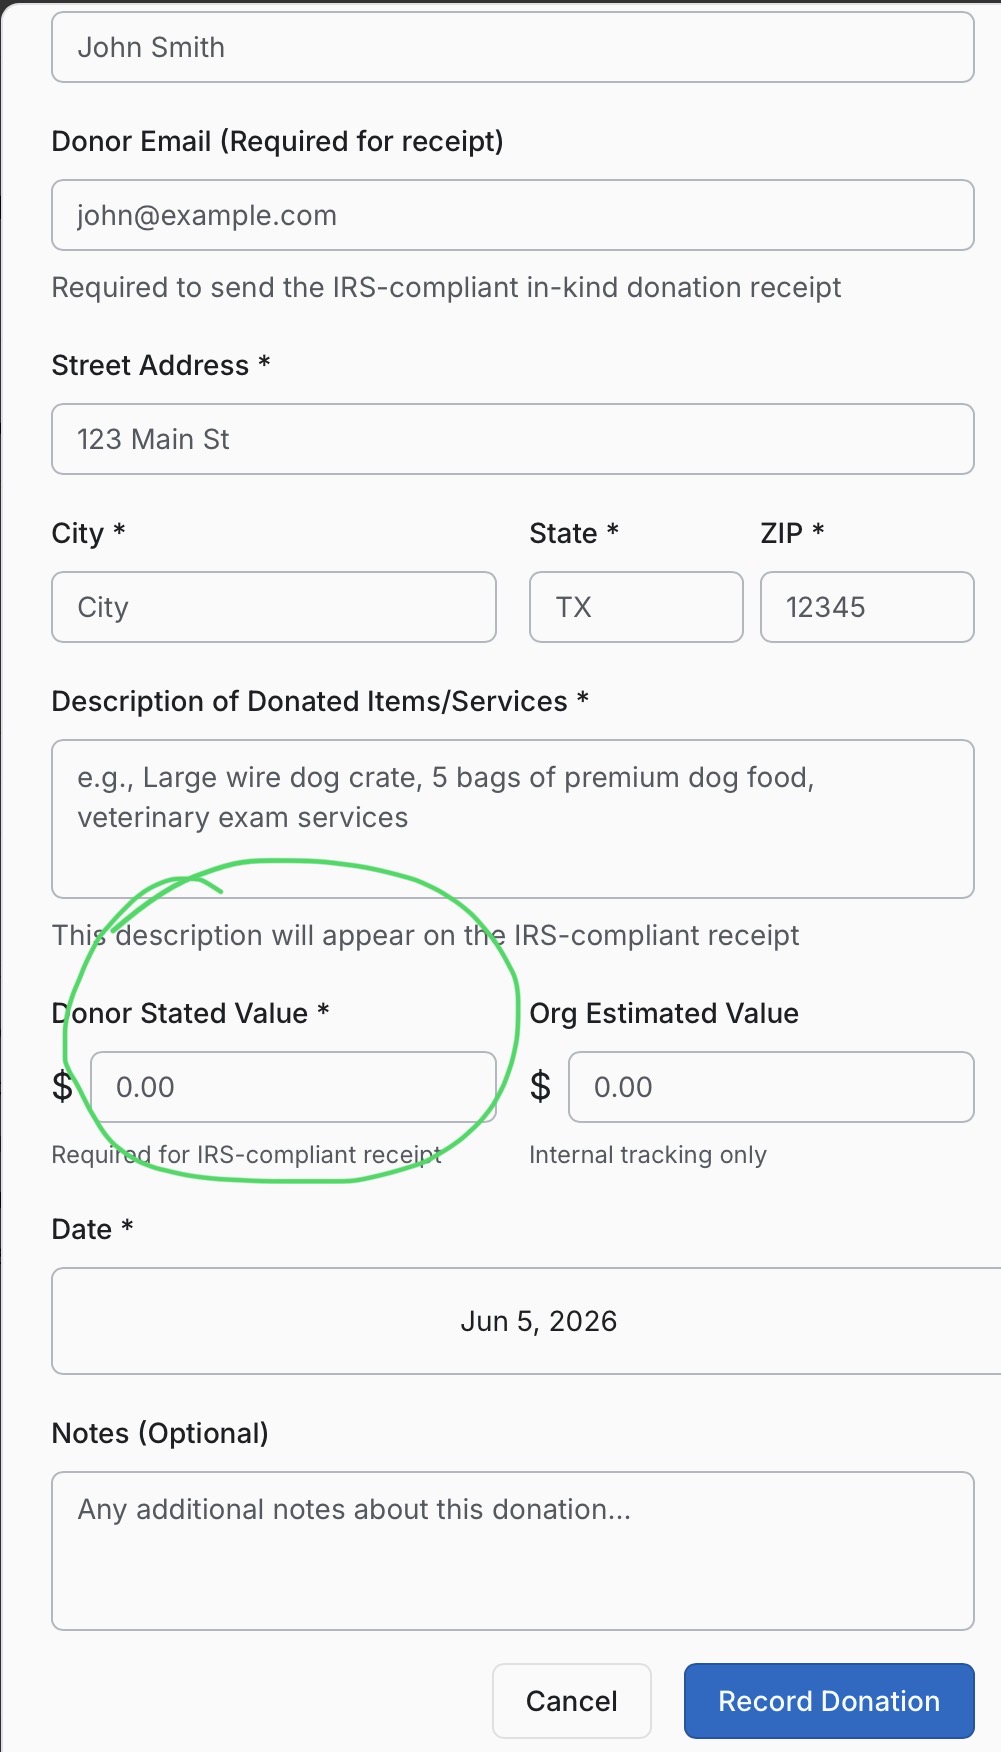 John Smith
Donor Email (Required for receipt)
john@example.com
Required to send the IRS-compliant in-kind donation receipt
Street Address *
123 Main St
City *
State *
ZIP *
City
TX
12345
Description of Donated Items/Services *
e.g., Large wire dog crate, 5 bags of premium dog food,
veterinary exam services
This description will appear on the IRS-compliant receipt
Donor Stated Value *
Org Estimated Value
$ 0.00
$ 0.00
Required for IRS-compliant receipt
Internal tracking only
Date *
Jun 5, 2026
Notes (Optional)
Any additional notes about this donation...
Cancel
Record Donation